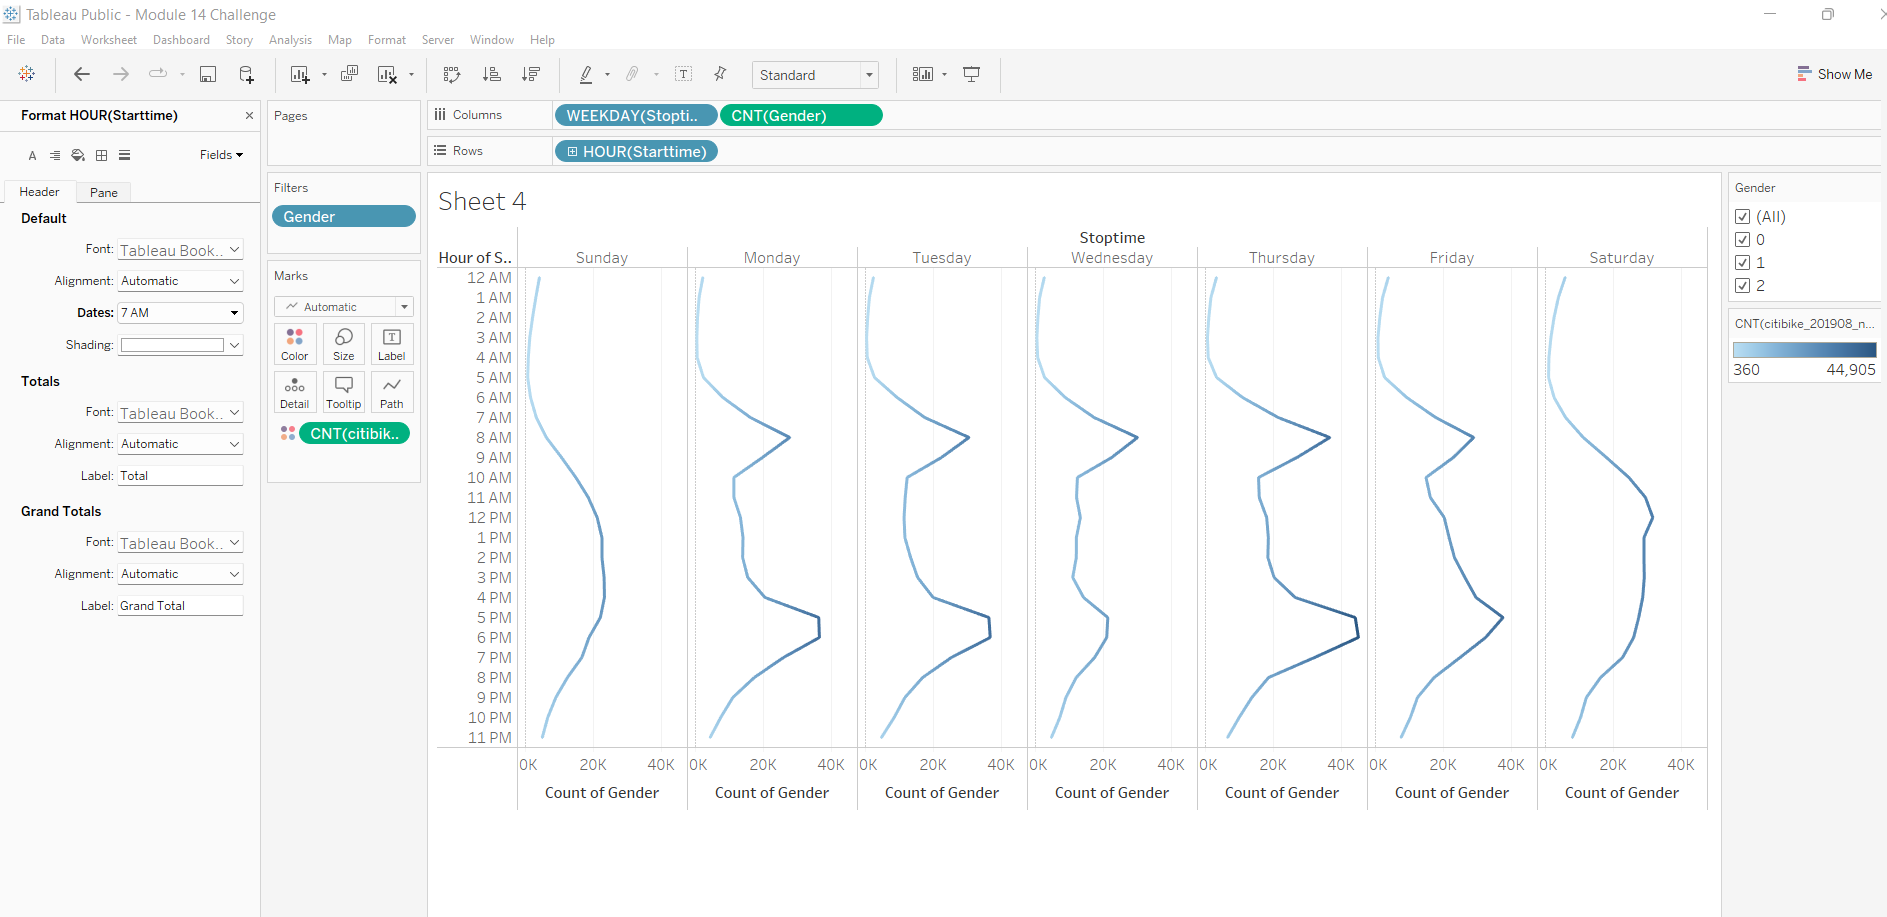 Tableau Public - Module 14 Challenge
File Data Worksheet Dashboard Story Analysis Map Format Server Window Help
Standard
Show Me
Format HOUR(Starttime)
Fields
Header Pane
Default
Font: Tableau Book..
Alignment: Automatic
Dates: 7 AM
Shading:
Totals
Font: Tableau Book..
Alignment: Automatic
Label: Total
Grand Totals
Font: Tableau Book..
Alignment: Automatic
Label: Grand Total
Pages
Filters
Gender
Marks
Automatic
Color Size Label
Detail Tooltip Path
CNT(citibik..
Columns WEEKDAY(Stopti.. CNT(Gender)
Rows HOUR(Starttime)
Sheet 4
Stoptime
Hour of S.. Sunday Monday Tuesday Wednesday Thursday Friday Saturday
12 AM
1 AM
2 AM
3 AM
4 AM
5 AM
6 AM
7 AM
8 AM
9 AM
10 AM
11 AM
12 PM
1 PM
2 PM
3 PM
4 PM
5 PM
6 PM
7 PM
8 PM
9 PM
10 PM
11 PM
0K 20K 40K 0K 20K 40K 0K 20K 40K 0K 20K 40K 0K 20K 40K 0K 20K 40K 0K 20K 40K
Count of Gender Count of Gender Count of Gender Count of Gender Count of Gender Count of Gender Count of Gender
Gender
(All)
0
1
2
CNT(citibike_201908_n...
360 44,905